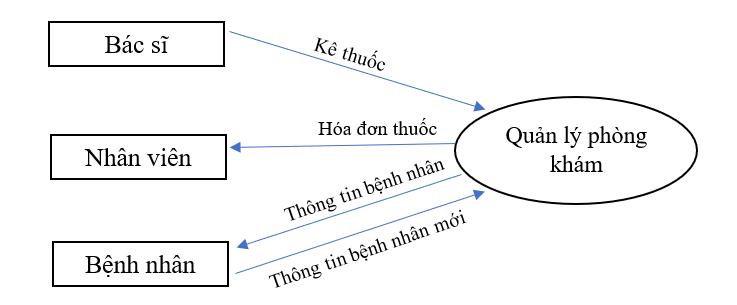 Bác sĩ
Kê thuốc
Hóa đơn thuốc
Quản lý phòng
khám
Nhân viên
Thông tin bệnh nhân
Thông tin bệnh nhân mới
Bệnh nhân